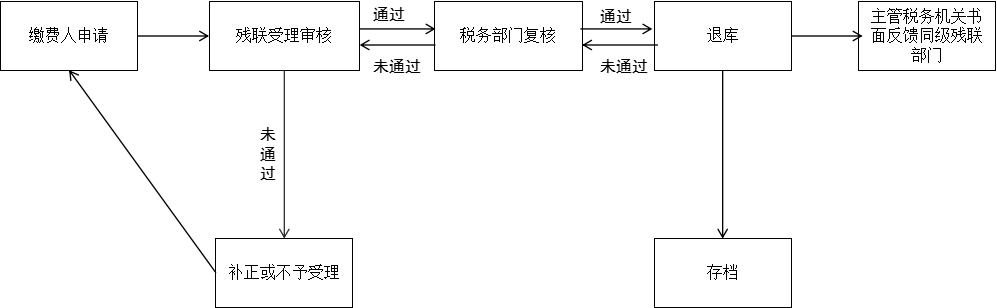 缴费人申请
残联受理审核
通过
未通过
税务部门复核
通过
未通过
退库
主管税务机关书
面反馈同级残联
部门
未
通
过
补正或不予受理
存档